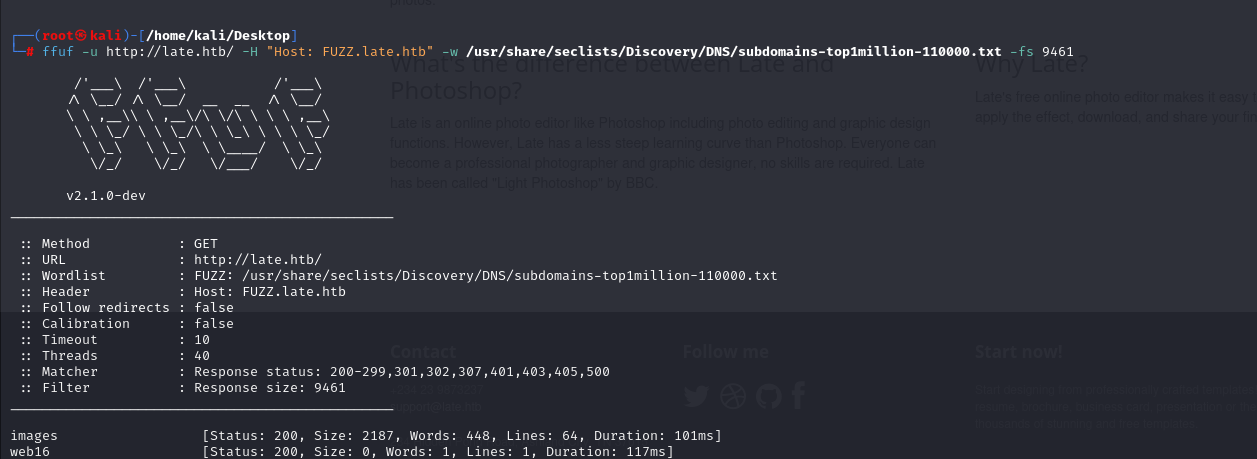 photos.
┌──(root㉿kali)-[/home/kali/Desktop]
└─# ffuf -u http://late.htb/ -H "Host: FUZZ.late.htb" -w /usr/share/seclists/Discovery/DNS/subdomains-top1million-110000.txt -fs 9461
What's the difference between Late and Photoshop?
Why Late?
Late is an online photo editor like Photoshop including photo editing and graphic design
functions. However, Late has a less steep learning curve than Photoshop. Everyone can
become a professional photographer and graphic designer, no skills are required. Late
has been called "Light Photoshop" by BBC.
Late's free online photo editor makes it easy
apply the effect, download, and share your
v2.1.0-dev
:: Method : GET
:: URL : http://late.htb/
:: Wordlist : FUZZ: /usr/share/seclists/Discovery/DNS/subdomains-top1million-110000.txt
:: Header : Host: FUZZ.late.htb
:: Follow redirects : false
:: Calibration : false
:: Timeout : 10
:: Threads : 40
:: Matcher : Response status: 200-299,301,302,307,401,403,405,500
:: Filter : Response size: 9461
Contact
support@late.htb
Follow me
Start now!
images [Status: 200, Size: 2187, Words: 448, Lines: 64, Duration: 101ms]
web16 [Status: 200, Size: 0, Words: 1, Lines: 1, Duration: 117ms]